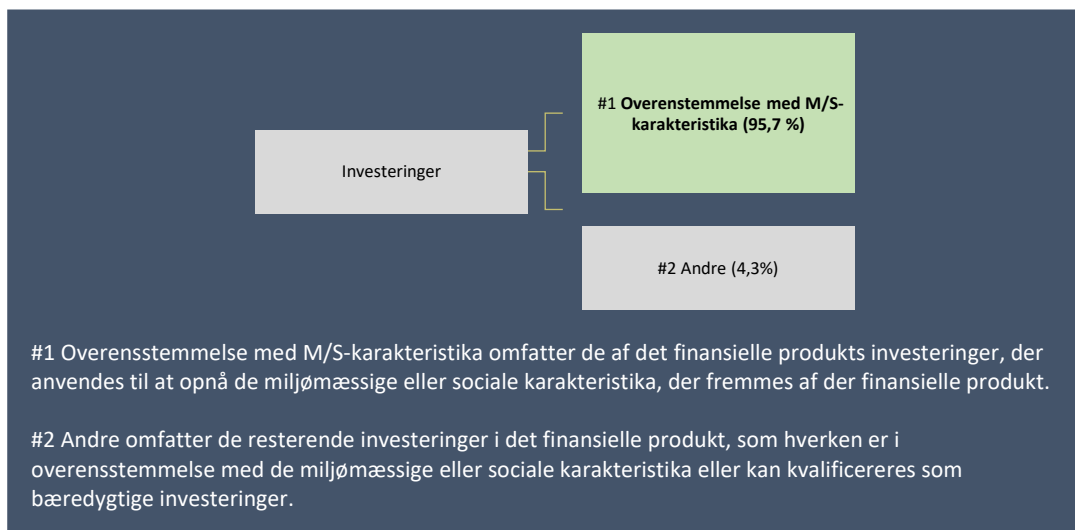 #1 Overenstemmelse med M/S-
karakteristika (95,7 %)
Investeringer
#2 Andre (4,3%)
#1 Overensstemmelse med M/S-karakteristika omfatter de af det finansielle produkts investeringer, der
anvendes til at opnå de miljømæssige eller sociale karakteristika, der fremmes af der finansielle produkt.
#2 Andre omfatter de resterende investeringer i det finansielle produkt, som hverken er i
overensstemmelse med de miljømæssige eller sociale karakteristika eller kan kvalificereres som
bæredygtige investeringer.